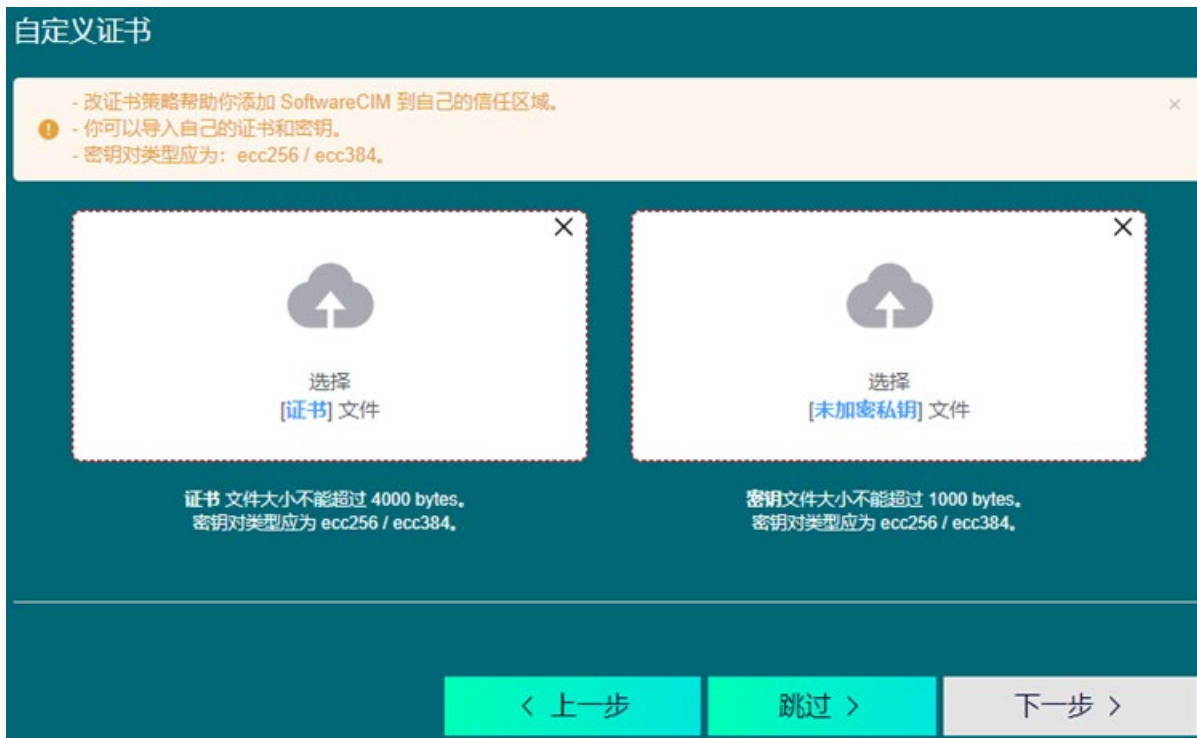 自定义证书
- 改证书策略帮助你添加 SoftwareCIM 到自己的信任区域。
- 你可以导入自己的证书和密钥。
- 密钥对类型应为：ecc256 / ecc384。
选择
[证书] 文件
选择
[未加密私钥] 文件
证书 文件大小不能超过 4000 bytes。
密钥对类型应为 ecc256 / ecc384。
密钥文件大小不能超过 1000 bytes。
密钥对类型应为 ecc256 / ecc384。
< 上一步
跳过 >
下一步 >